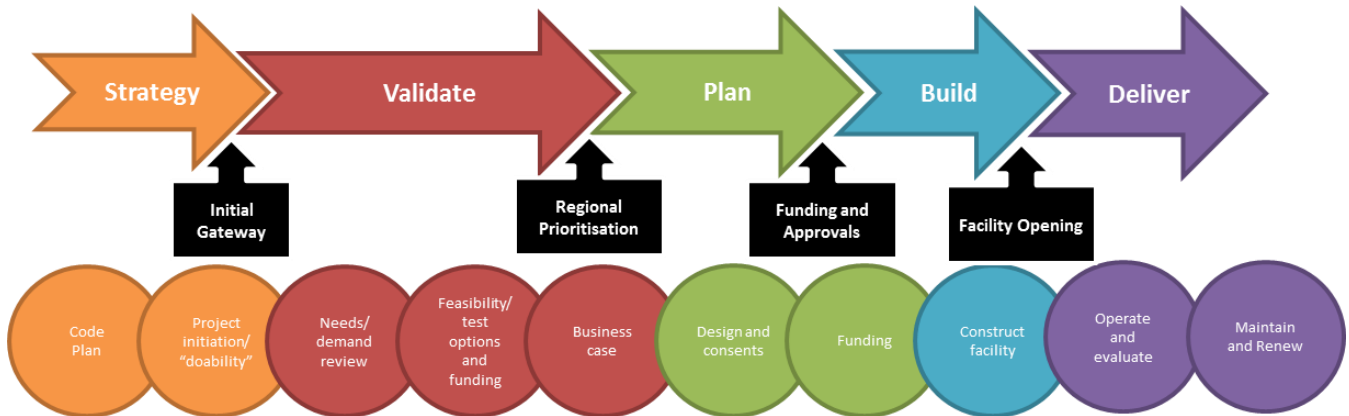 Strategy
Validate
Plan
Build
Deliver
Initial
Gateway
Regional
Prioritisation
Funding and
Approvals
Facility Opening
Code
Plan
Project
initiation/
“doability”
Needs/
demand
review
Feasibility/
test
options
and
funding
Business
case
Design and
consents
Funding
Construct
facility
Operate
and
evaluate
Maintain
and Renew